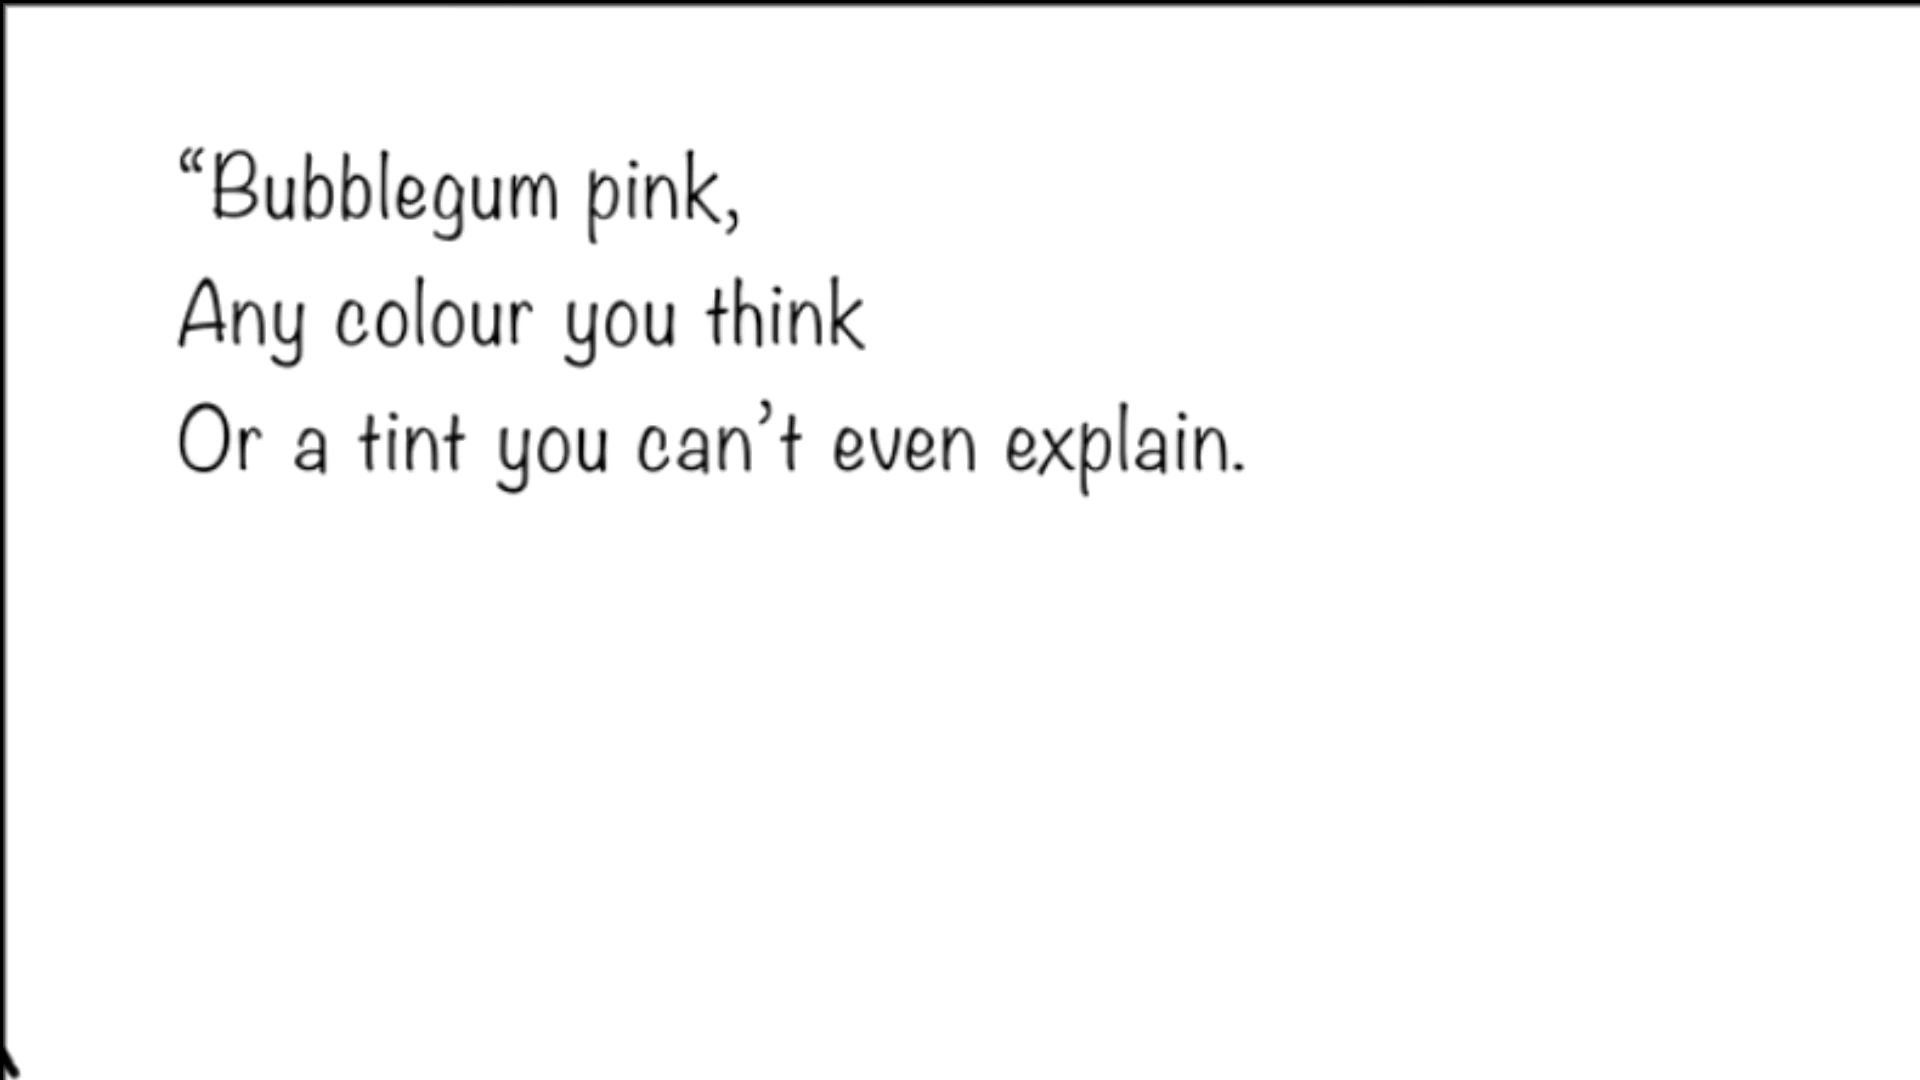 “Bubblegum pink,
Any colour you think
Or a tint you can’t even explain.